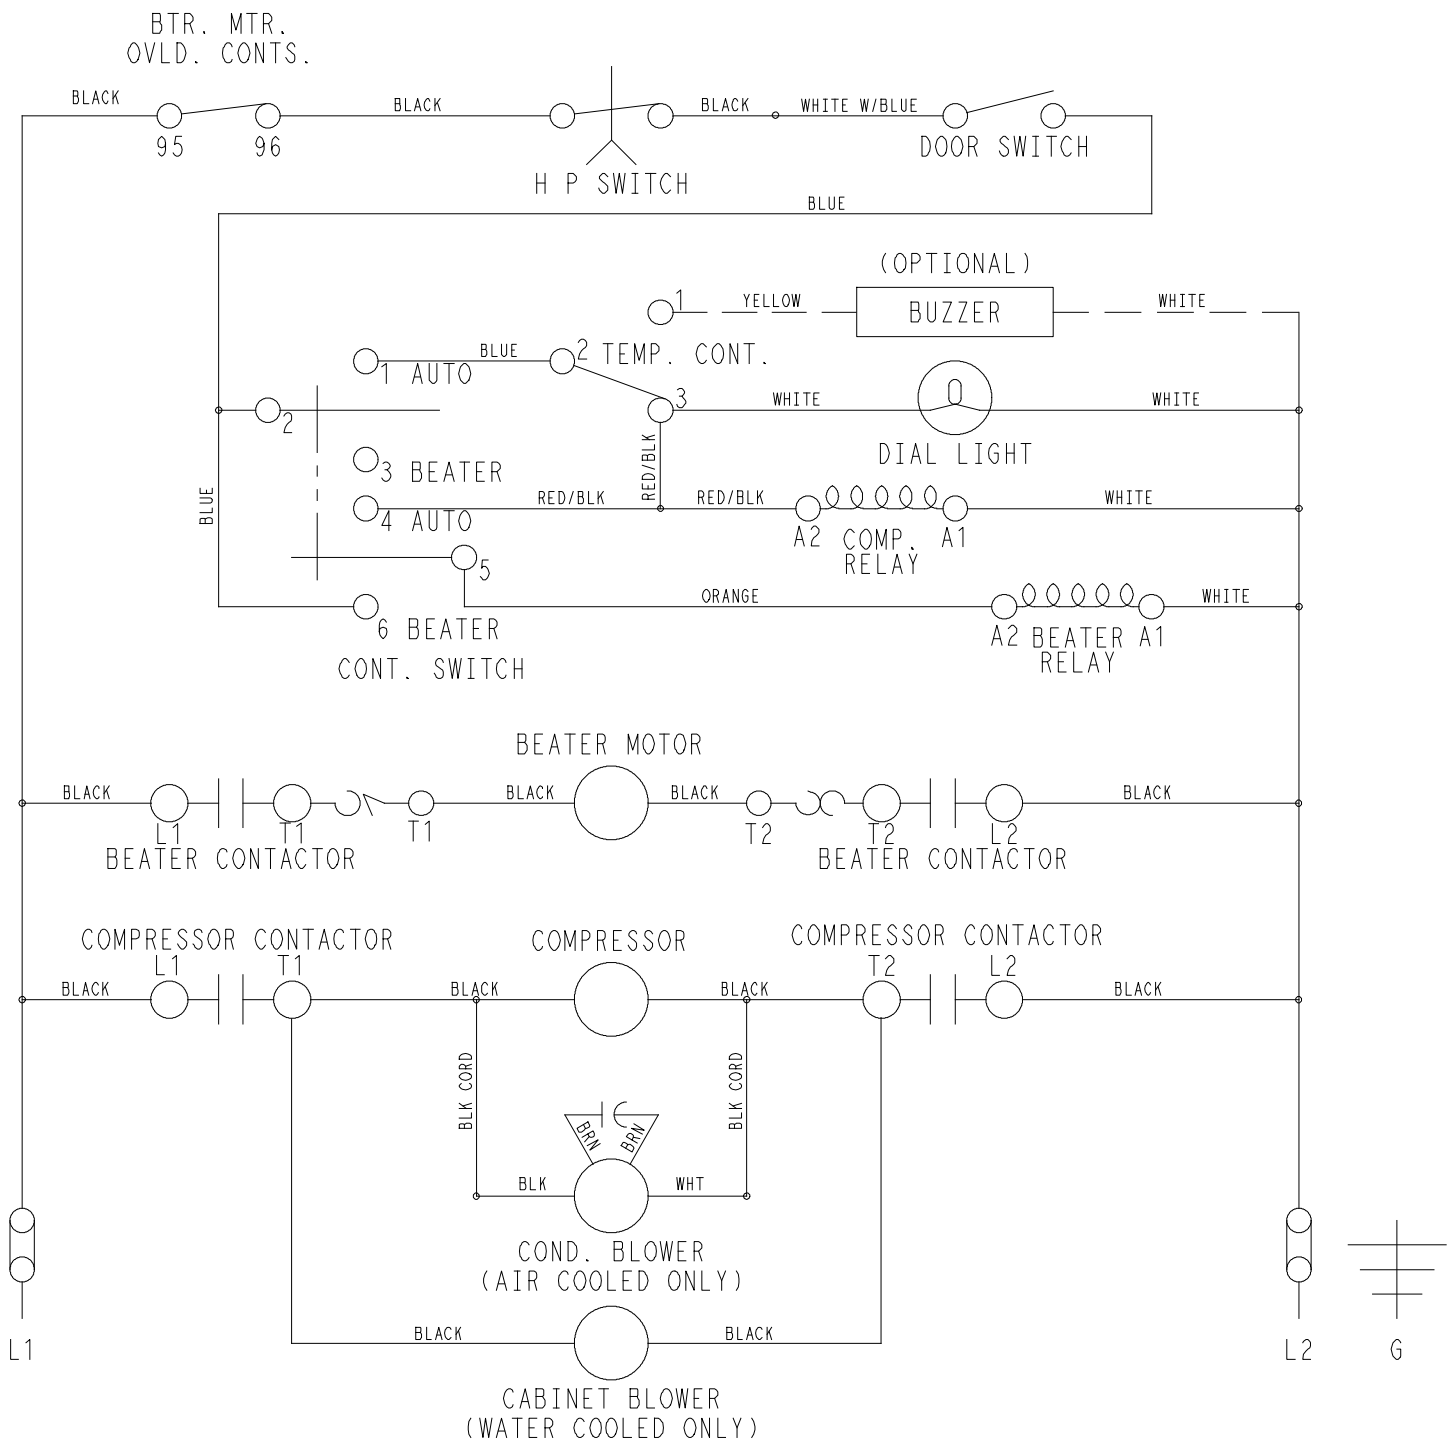 BTR. MTR.
OVLD. CONTS.
BLACK
BLACK
BLACK
WHITE W/BLUE
95
96
DOOR SWITCH
H P SWITCH
BLUE
(OPTIONAL)
1
YELLOW
BUZZER
WHITE
BLUE
2 TEMP. CONT.
1 AUTO
3
WHITE
WHITE
2
DIAL LIGHT
3 BEATER
RED/BLK
BLUE
RED/BLK
RED/BLK
WHITE
4 AUTO
A2
COMP.
RELAY
A1
5
ORANGE
WHITE
6 BEATER
A2
BEATER
RELAY
A1
CONT. SWITCH
BEATER MOTOR
BLACK
BLACK
BLACK
BLACK
L1
T1
T1
T2
T2
L2
BEATER CONTACTOR
BEATER CONTACTOR
COMPRESSOR CONTACTOR
COMPRESSOR
COMPRESSOR CONTACTOR
L1
T1
T2
L2
BLACK
BLACK
BLACK
BLACK
BLK CORD
BLK CORD
BRN
BRN
BLK
WHT
COND. BLOWER
(AIR COOLED ONLY)
BLACK
BLACK
L1
L2
G
CABINET BLOWER
(WATER COOLED ONLY)